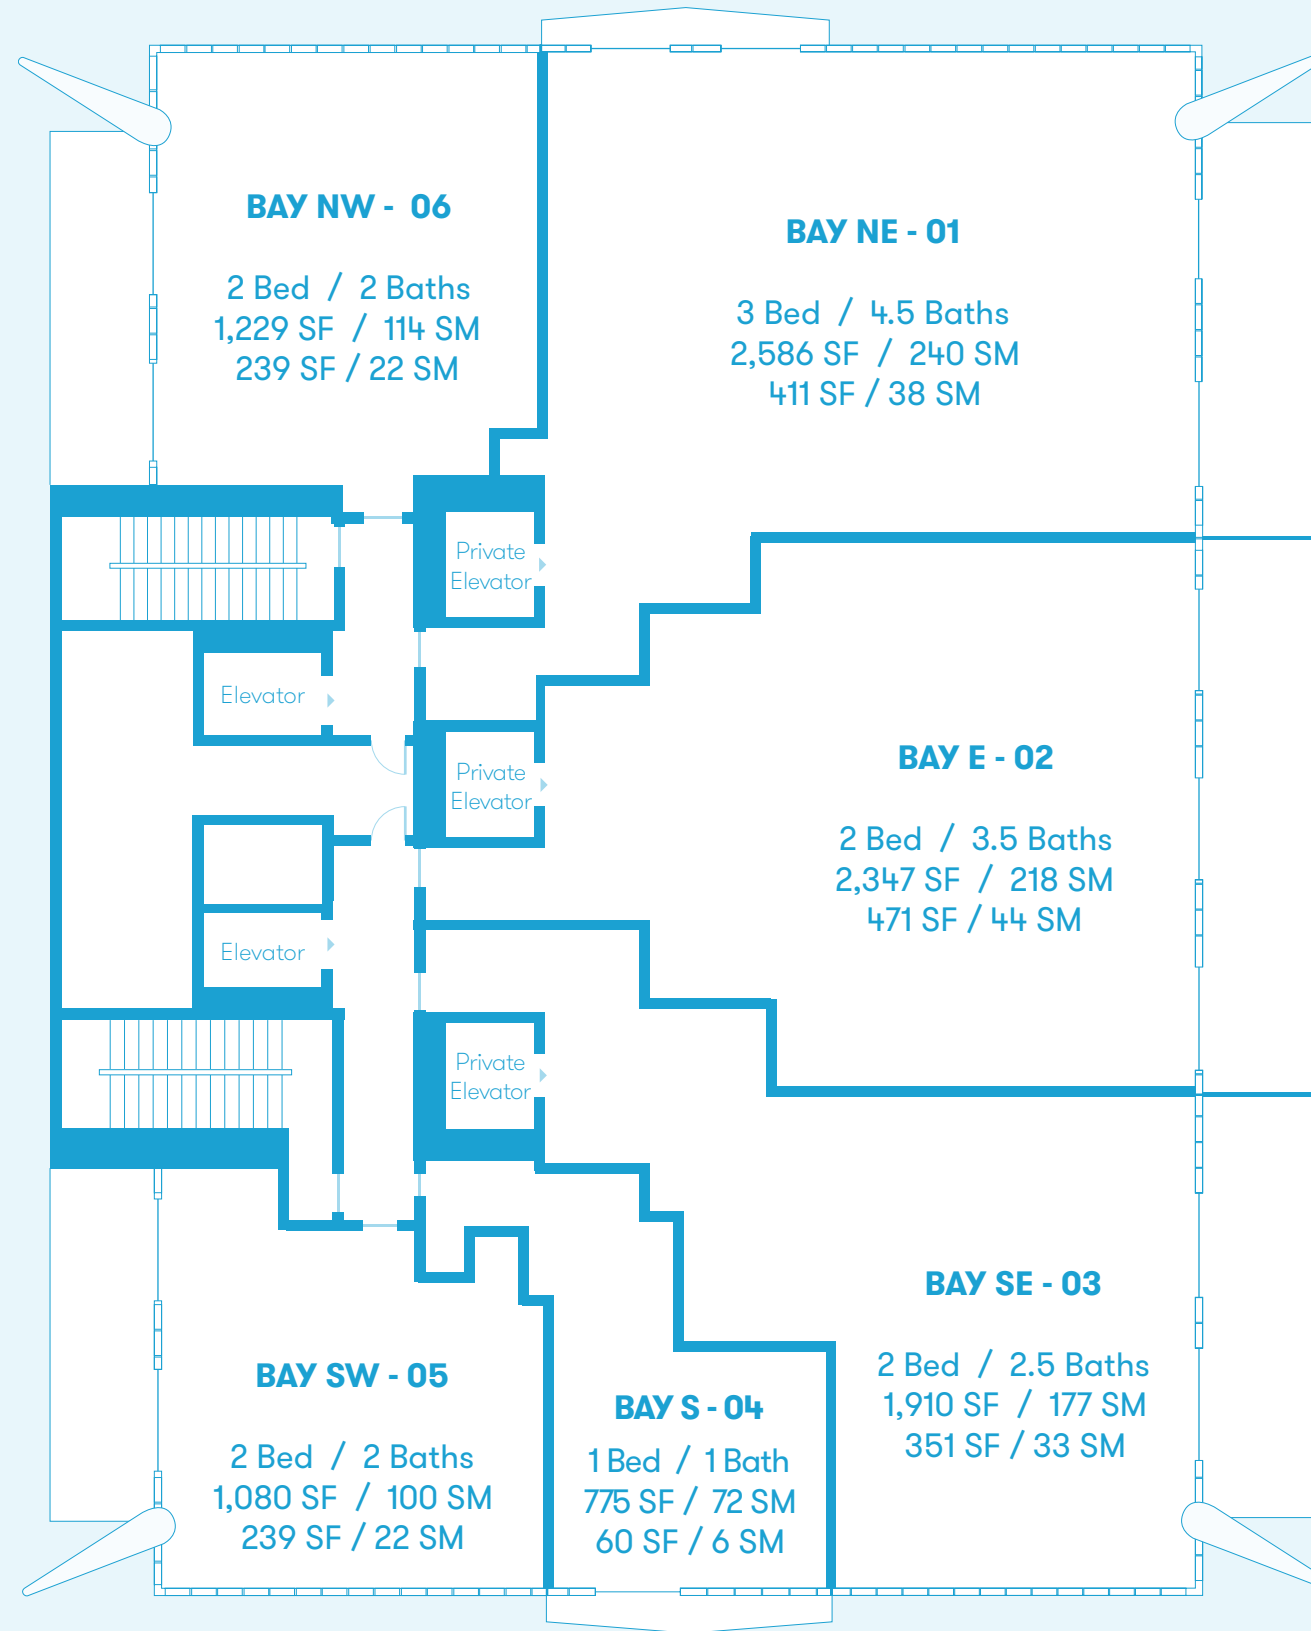 BAY NW - 06
2 Bed / 2 Baths
1,229 SF / 114 SM
239 SF / 22 SM
BAY NE - 01
3 Bed / 4.5 Baths
2,586 SF / 240 SM
411 SF / 38 SM
Private
Elevator
Elevator
Private
Elevator
BAY E - 02
2 Bed / 3.5 Baths
2,347 SF / 218 SM
471 SF / 44 SM
Elevator
Private
Elevator
BAY SE - 03
2 Bed / 2.5 Baths
1,910 SF / 177 SM
351 SF / 33 SM
BAY SW - 05
2 Bed / 2 Baths
1,080 SF / 100 SM
239 SF / 22 SM
BAY S - 04
1 Bed / 1 Bath
775 SF / 72 SM
60 SF / 6 SM